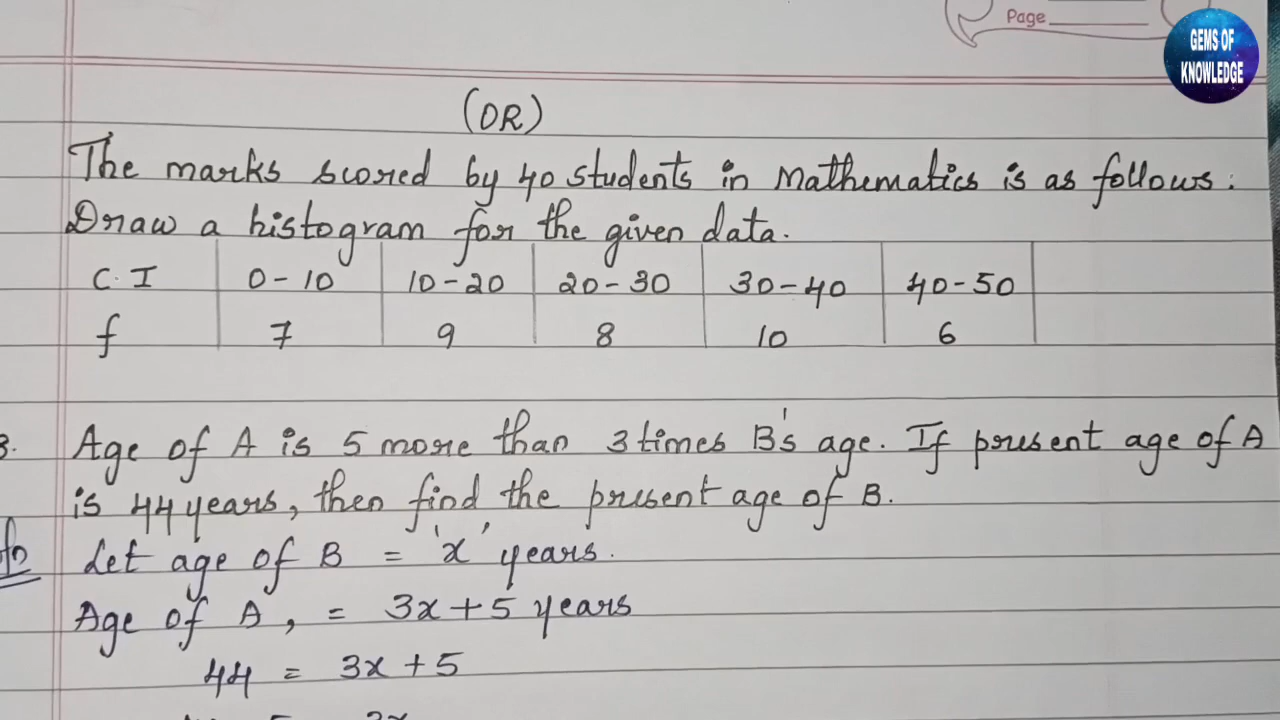 Page
GEMS OF
KNOWLEDGE
(OR)
The marks scored by 40 students in Mathematics is as follows:
Draw a histogram for the given data.
C.I 0-10 10-20 20-30 30-40 40-50
f 7 9 8 10 6
3. Age of A is 5 more than 3 times B's age. If present age of A
is 44 years, then find the present age of B.
Let age of B = 'x' years.
Age of A, = 3x+5 years
44 = 3x+5